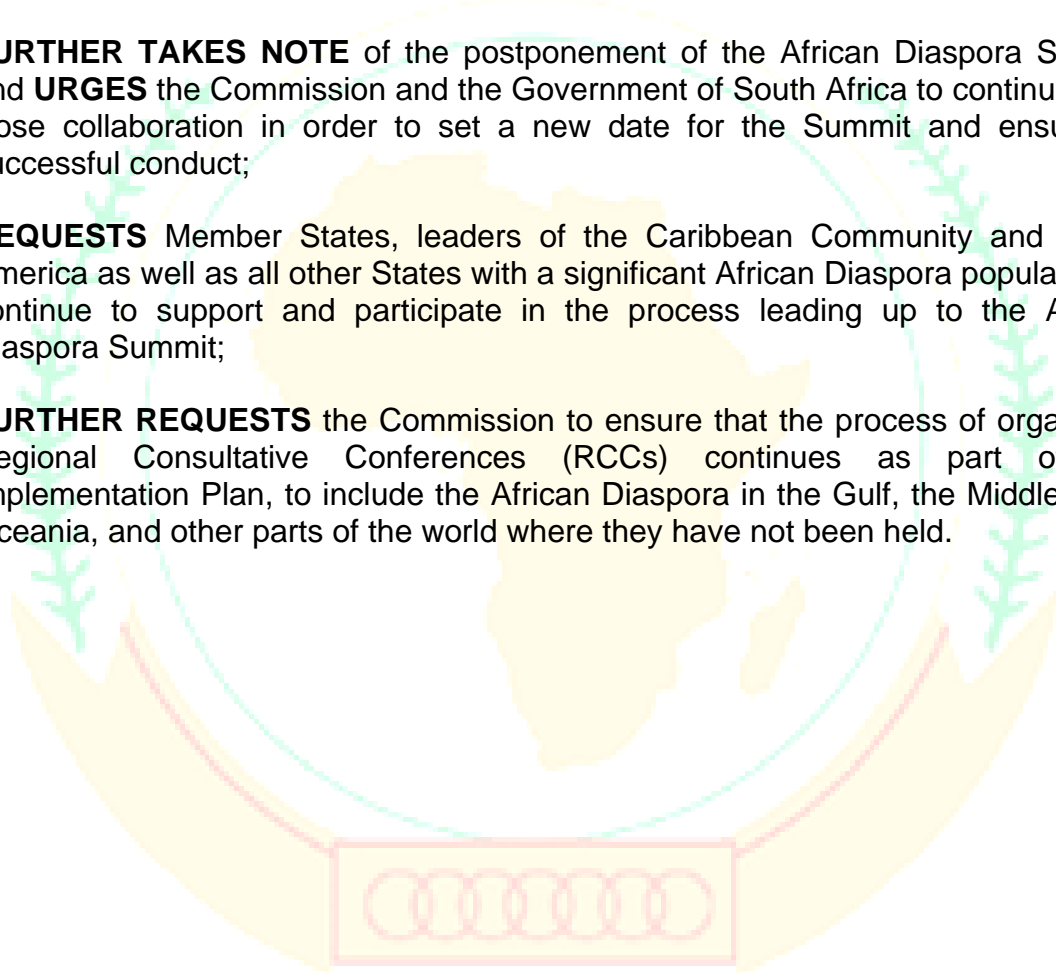 URTHER TAKES NOTE of the postponement of the African Diaspora S
nd URGES the Commission and the Government of South Africa to continu
ose collaboration in order to set a new date for the Summit and ensu
uccessful conduct;
EQUESTS Member States, leaders of the Caribbean Community and
merica as well as all other States with a significant African Diaspora popula
ontinue to support and participate in the process leading up to the A
iaspora Summit;
URTHER REQUESTS the Commission to ensure that the process of orga
egional Consultative Conferences (RCCs) continues as part o
mplementation Plan, to include the African Diaspora in the Gulf, the Middle
ceania, and other parts of the world where they have not been held.